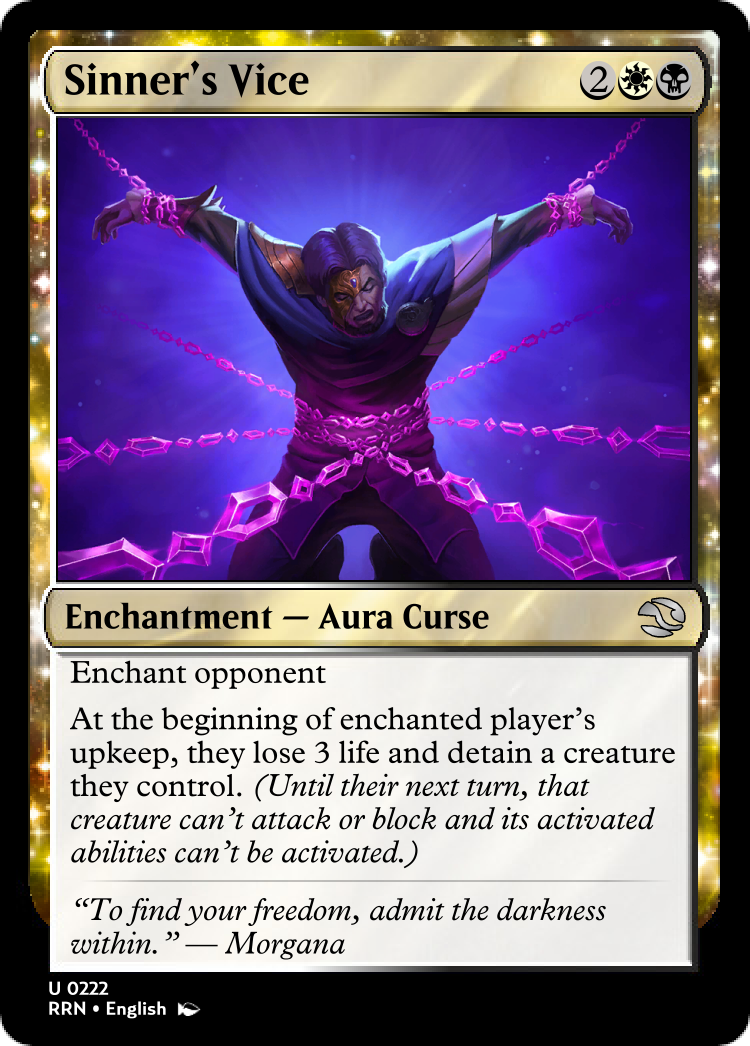 Sinner's Vice 2
Enchantment — Aura Curse
Enchant opponent
At the beginning of enchanted player's
upkeep, they lose 3 life and detain a creature
they control. (Until their next turn, that
creature can't attack or block and its activated
abilities can't be activated.)
"To find your freedom, admit the darkness
within." — Morgana
U 0222
RRN • English